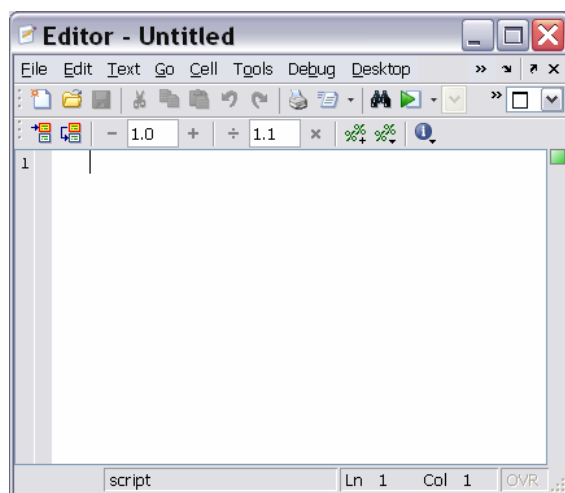 Editor - Untitled
File Edit Text Go Cell Tools Debug Desktop
- 1.0 + ÷ 1.1 ×
1
script Ln 1 Col 1 OVR